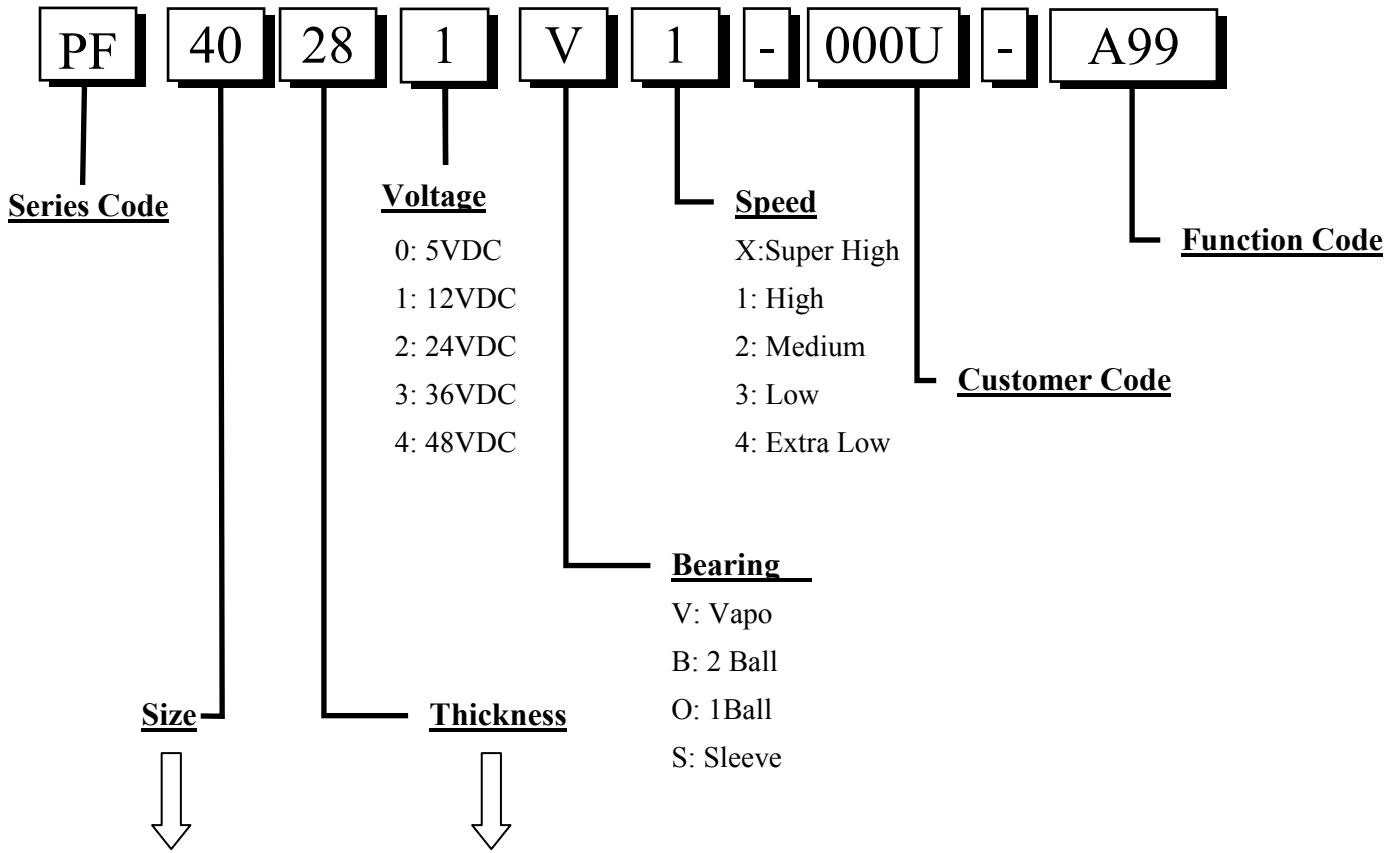 PF 40 28 1 V 1 - 000U - A99
Series Code
Voltage
0: 5VDC
1: 12VDC
2: 24VDC
3: 36VDC
4: 48VDC
Speed
X:Super High
1: High
2: Medium
3: Low
4: Extra Low
Function Code
Customer Code
Bearing
V: Vapo
B: 2 Ball
O: 1Ball
S: Sleeve
Size
Thickness